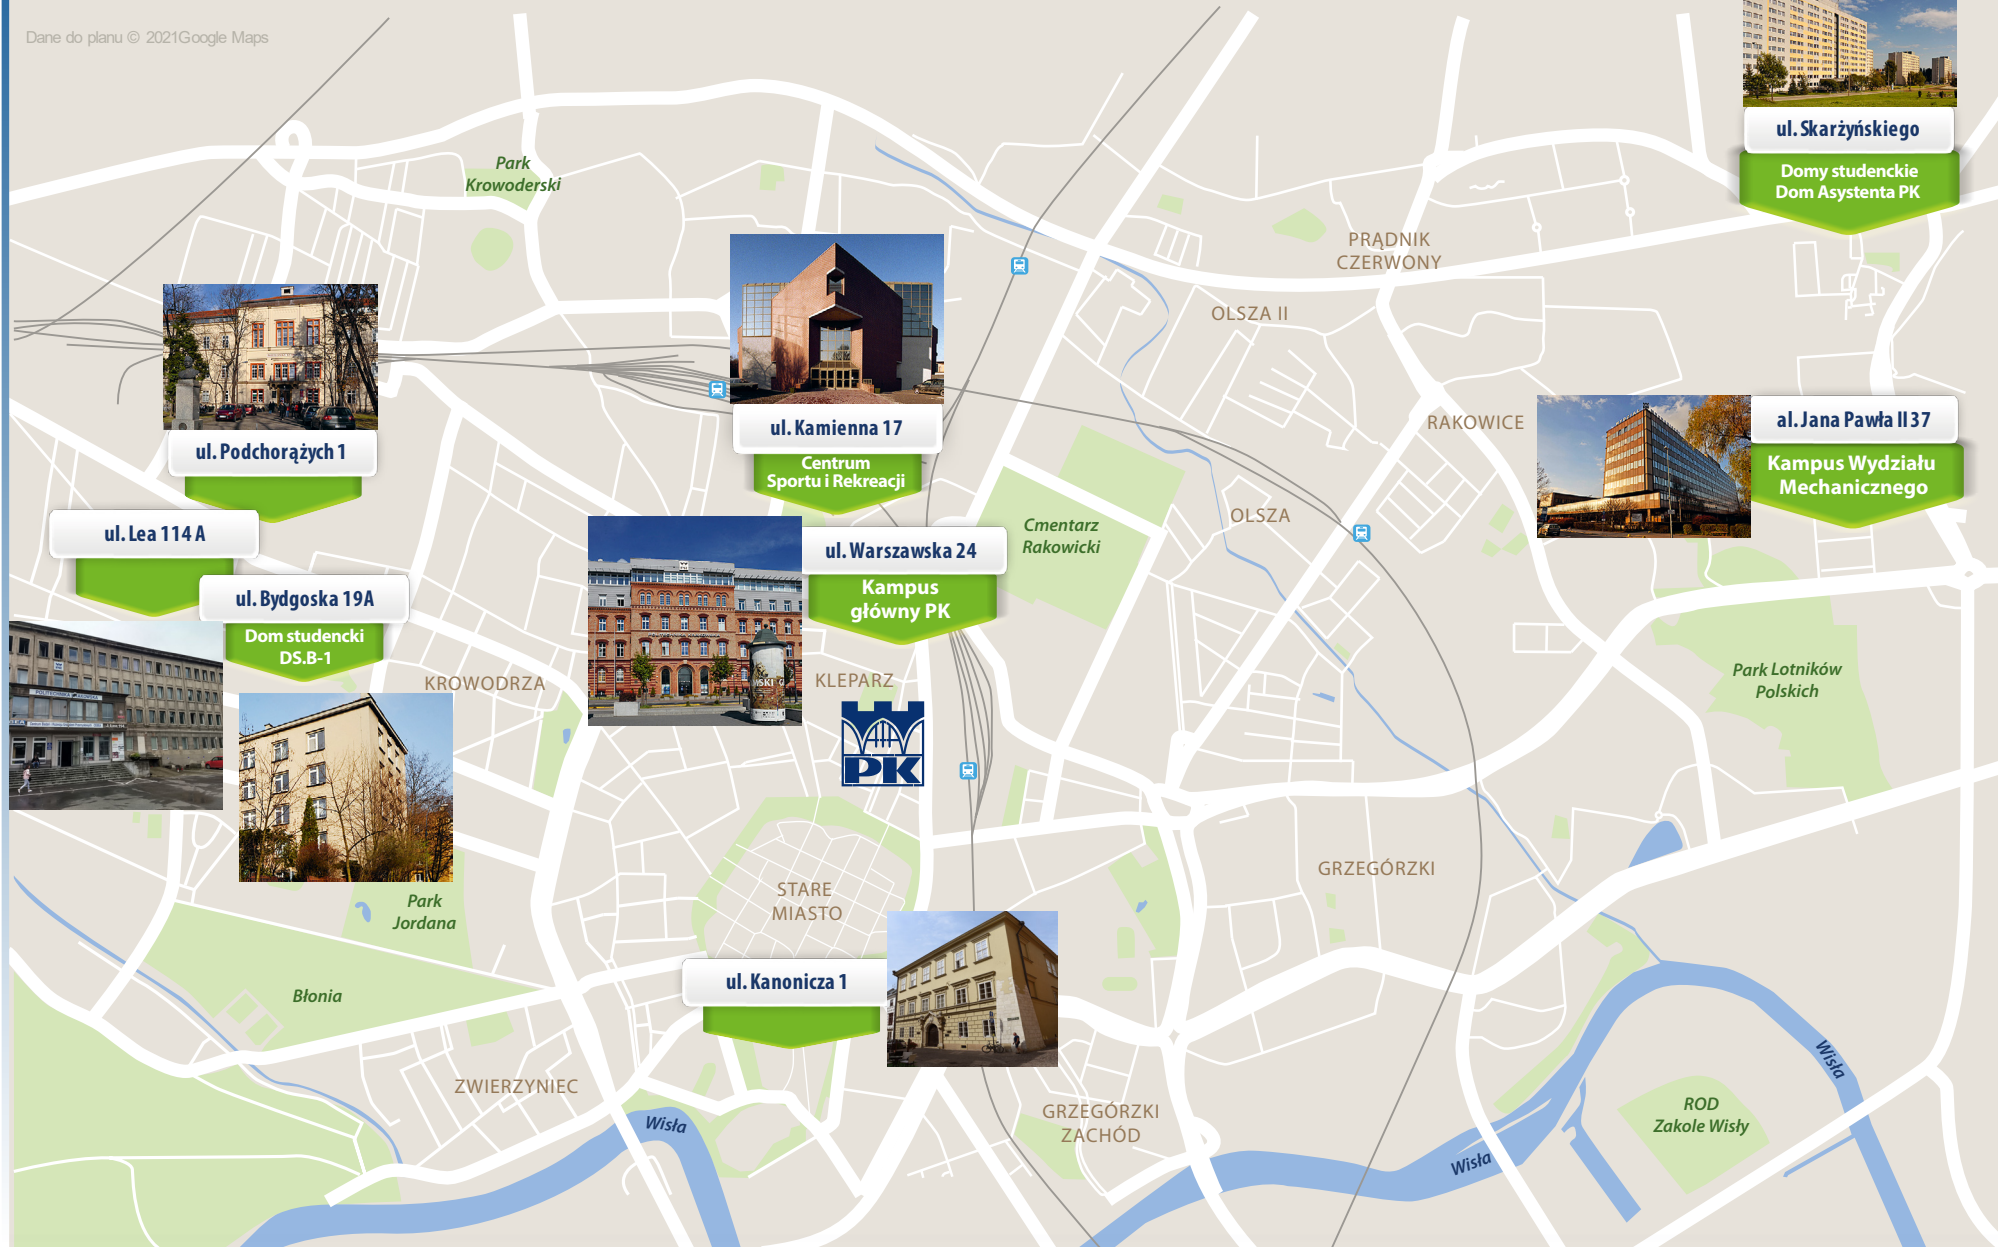 Dane do planu © 2021Google Maps
ul. Skarżyńskiego
Domy studenckie
Dom Asystenta PK
Park
Krowoderski
PRĄDNIK
CZERWONY
OLSZA II
ul. Kamienna 17
Centrum
Sportu i Rekreacji
RAKOWICE
al. Jana Pawła II 37
Kampus Wydziału
Mechanicznego
ul. Podchorążych 1
ul. Lea 114 A
ul. Bydgoska 19A
Dom studencki
DS.B-1
Cmentarz
Rakowicki
OLSZA
ul. Warszawska 24
Kampus
główny PK
KROWODRZA
KLEPARZ
PK
Park Lotników
Polskich
POLITECHNIKA
STARE
MIASTO
GRZEGÓRZKI
Park
Jordana
Błonia
ul. Kanonicza 1
ZWIERZYNIEC
Wisła
GRZEGÓRZKI
ZACHÓD
Wisła
Wisła
ROD
Zakole Wisły